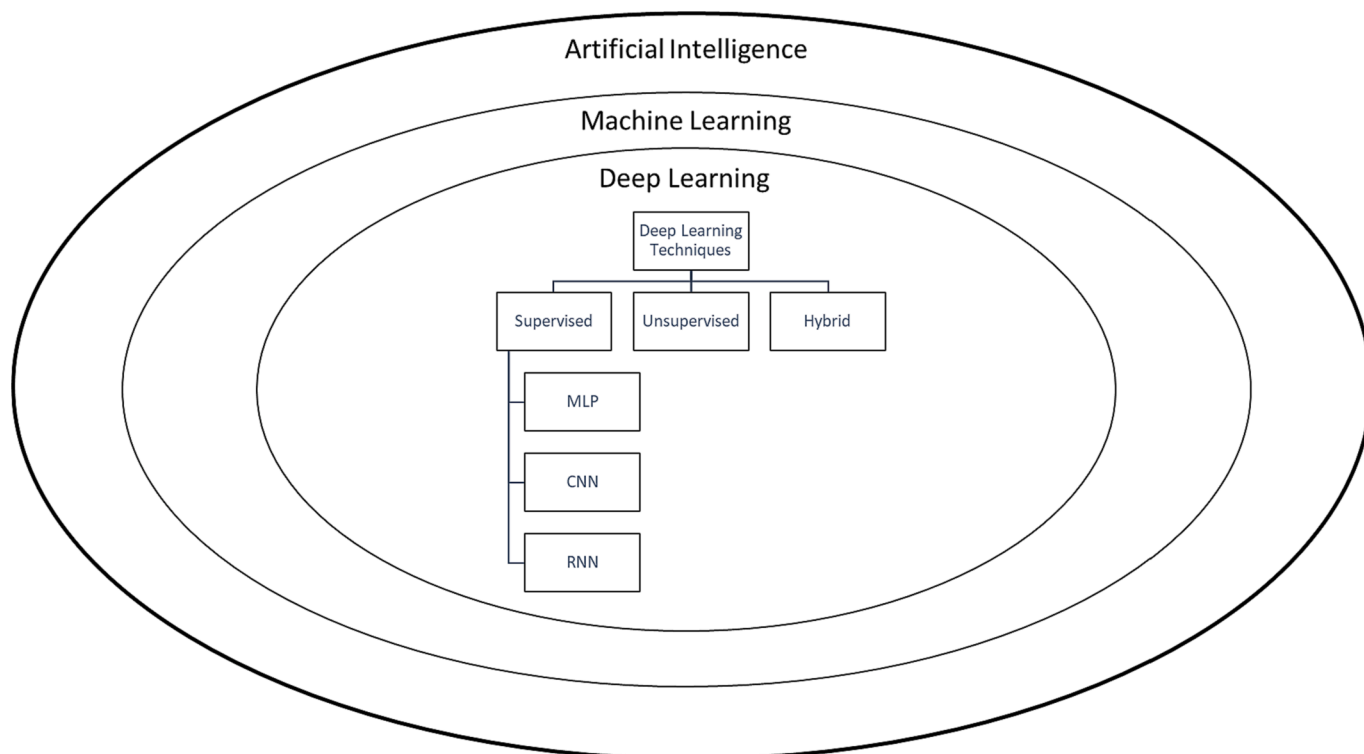 Artificial Intelligence
Machine Learning
Deep Learning
Deep Learning
Techniques
Supervised
Unsupervised
Hybrid
MLP
CNN
RNN